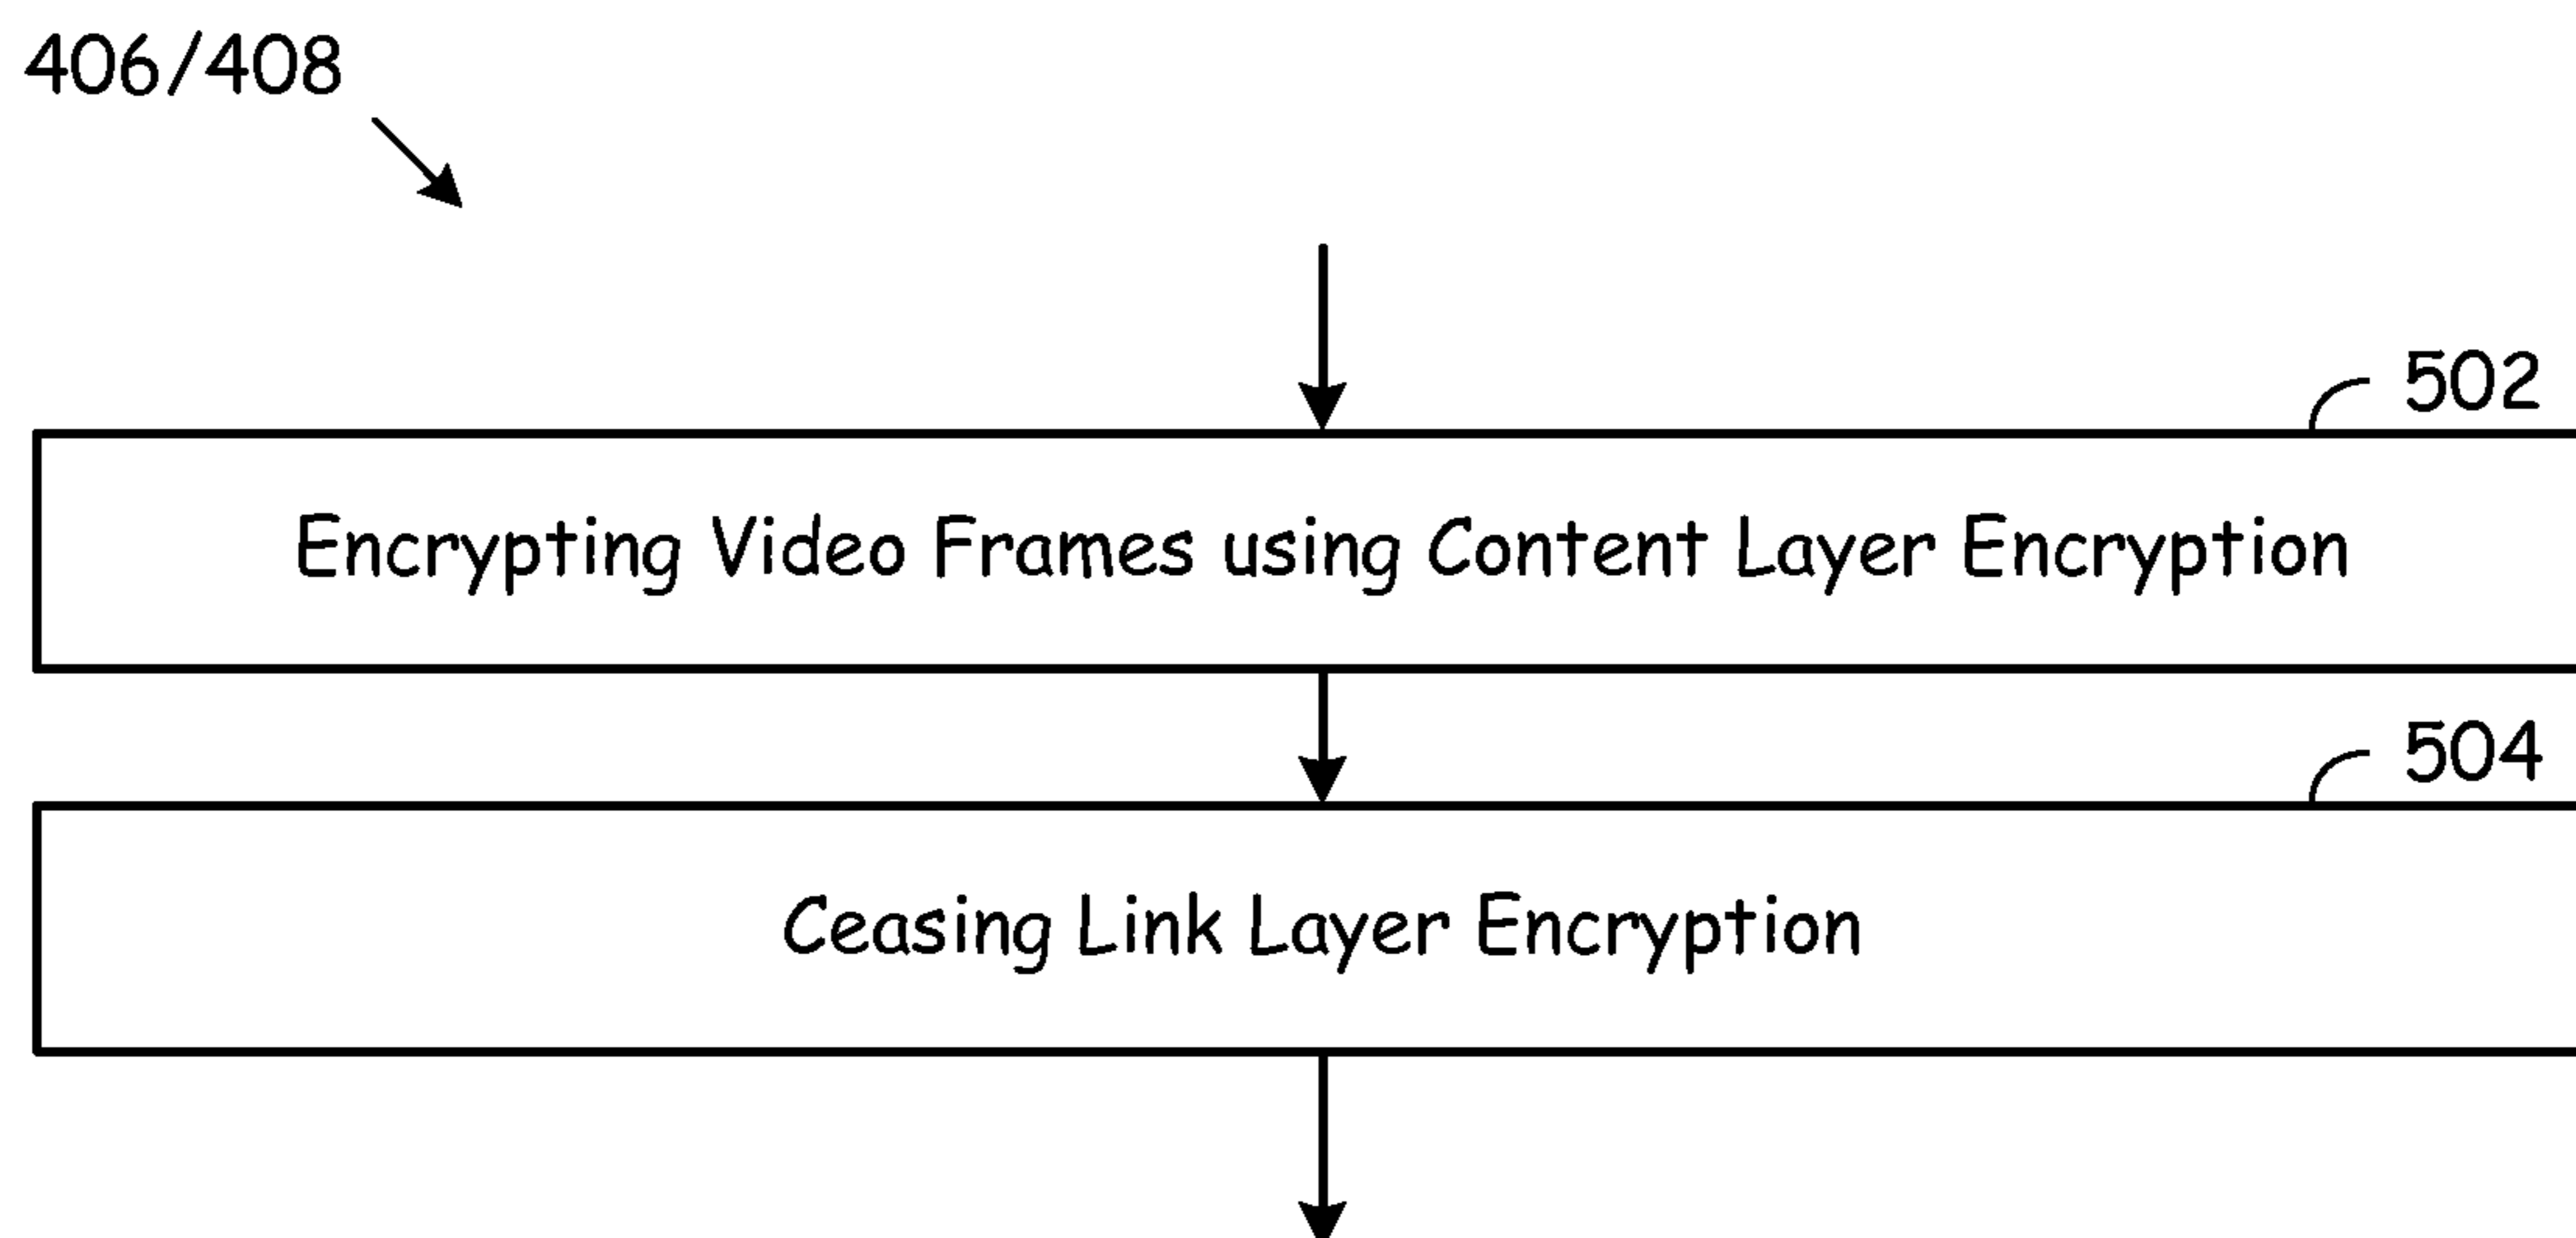 406/408
502
Encrypting Video Frames using Content Layer Encryption
504
Ceasing Link Layer Encryption